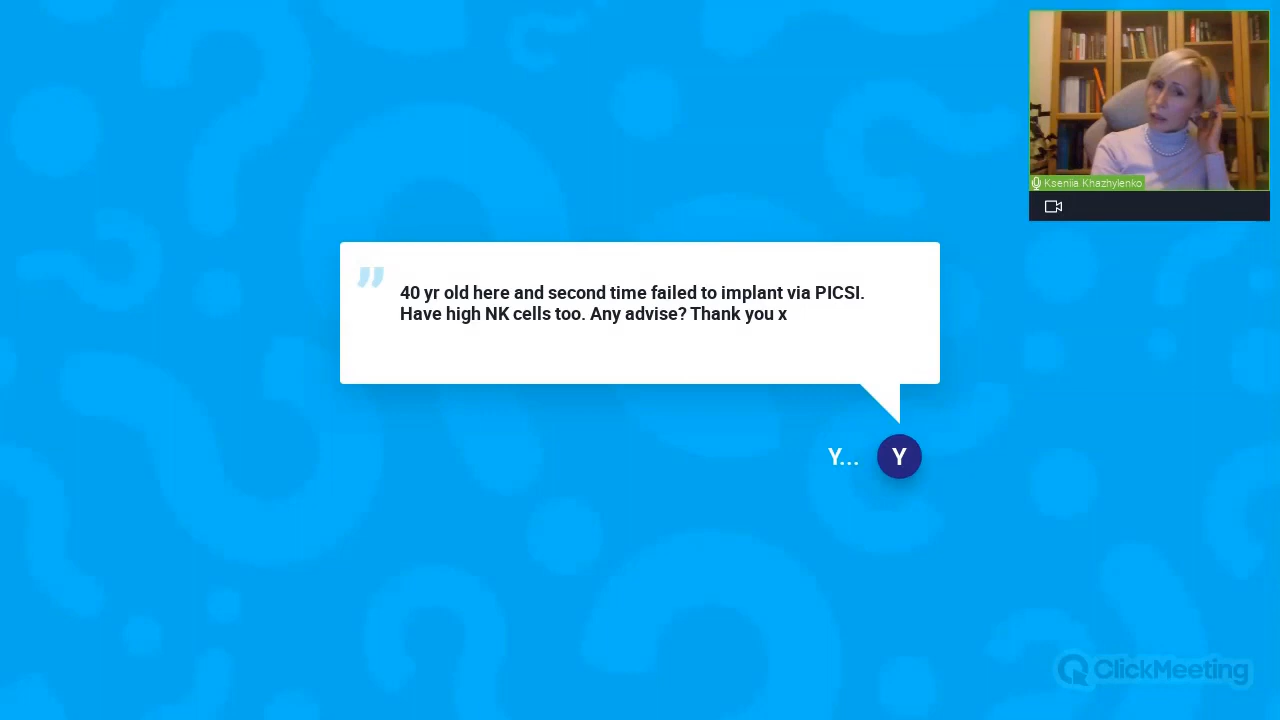 Kseniia Khazhylenko
”
40 yr old here and second time failed to implant via PICSI.
Have high NK cells too. Any advise? Thank you x
Y...
Y
ClickMeeting